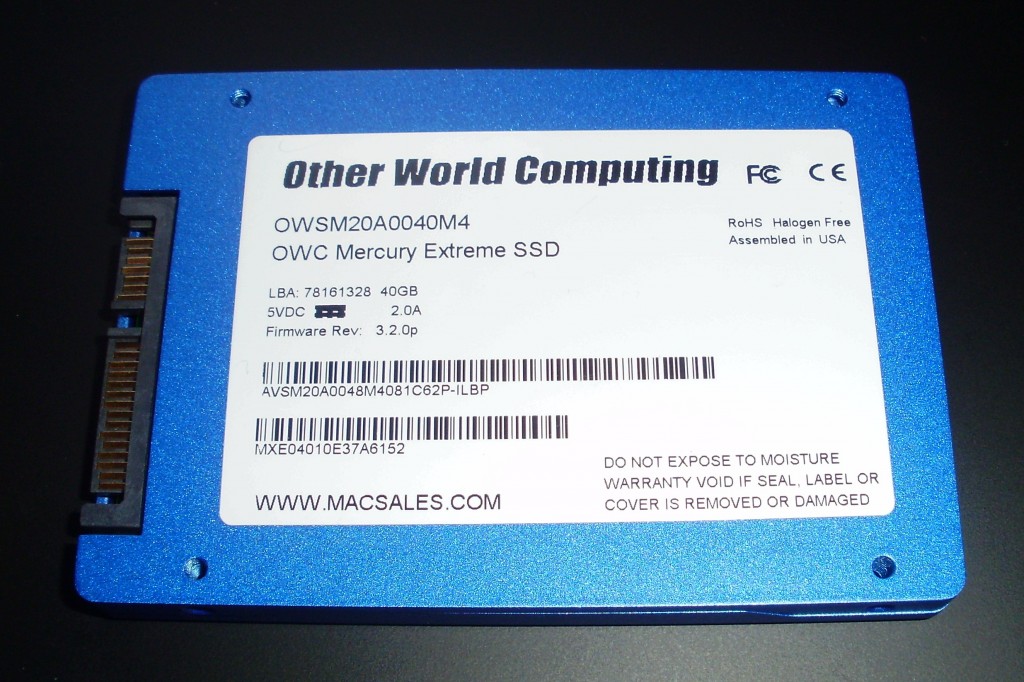 Other World Computing FC CE
OWSM20A0040M4
OWC Mercury Extreme SSD
RoHS Halogen Free
Assembled in USA
LBA: 78161328 40GB
5VDC 2.0A
Firmware Rev: 3.2.0p
AVSM20A0048M4081C62P-ILBP
MXE04010E37A6152
WWW.MACSALES.COM
DO NOT EXPOSE TO MOISTURE
WARRANTY VOID IF SEAL, LABEL OR
COVER IS REMOVED OR DAMAGED